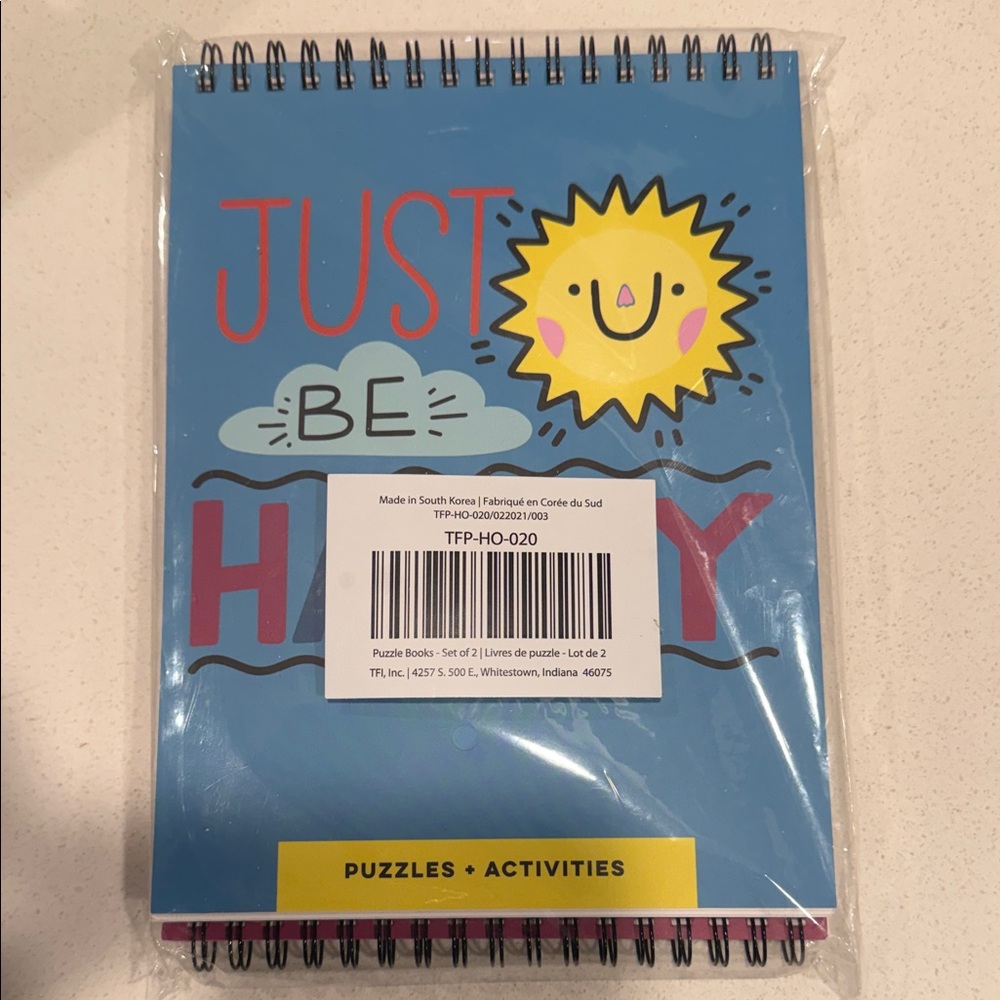 JUST
BE
H
Y
Made in South Korea | Fabriqué en Corée du Sud
TFP-HO-020/022021/003
TFP-HO-020
Puzzle Books - Set of 2 | Livres de puzzle - Lot de 2
TFI, Inc. | 4257 S. 500 E., Whitestown, Indiana 46075
PUZZLES + ACTIVITIES